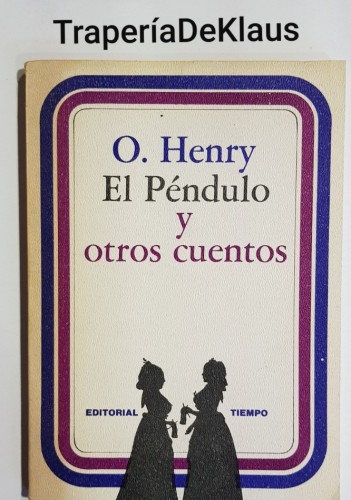 TraperíaDeKlaus
O. Henry
El Péndulo
y
otros cuentos
EDITORIAL TIEMPO